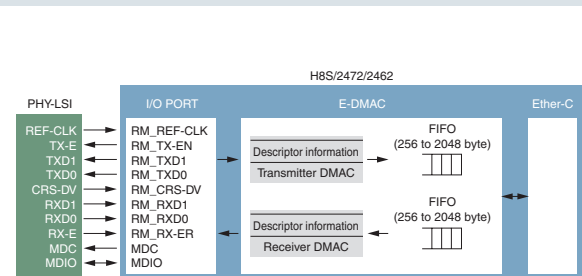 H8S/2472/2462
PHY-LSI
I/O PORT
E-DMAC
Ether-C
REF-CLK
TX-E
TXD1
TXD0
CRS-DV
RXD1
RXD0
RX-E
MDC
MDIO
RM_REF-CLK
RM_TX-EN
RM_TXD1
RM_TXD0
RM_CRS-DV
RM_RXD1
RM_RXD0
RM_RX-ER
MDC
MDIO
Descriptor information
Transmitter DMAC
FIFO
(256 to 2048 byte)
Descriptor information
Receiver DMAC
FIFO
(256 to 2048 byte)